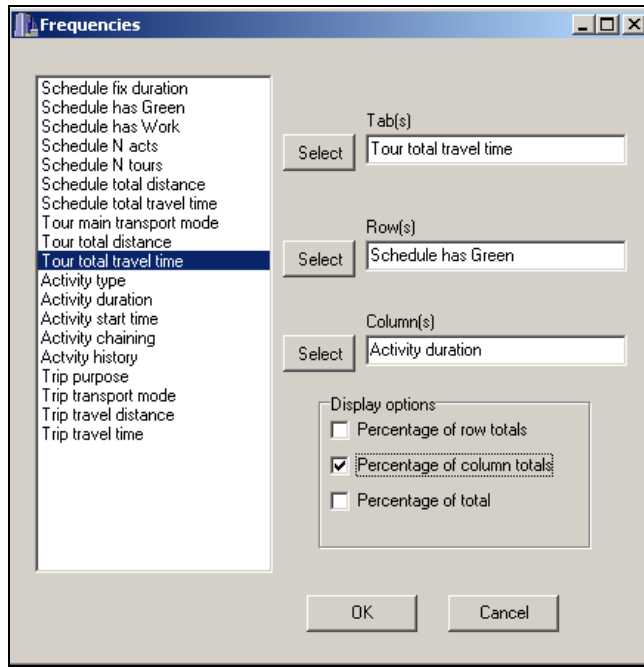 Frequencies
Schedule fix duration
Schedule has Green
Schedule has Work
Schedule N acts
Schedule N tours
Schedule total distance
Schedule total travel time
Tour main transport mode
Tour total distance
Tour total travel time
Activity type
Activity duration
Activity start time
Activity chaining
Actvity history
Trip purpose
Trip transport mode
Trip travel distance
Trip travel time
Tab(s)
Select
Tour total travel time
Row(s)
Select
Schedule has Green
Column(s)
Select
Activity duration
Display options
Percentage of row totals
Percentage of column totals
Percentage of total
OK
Cancel